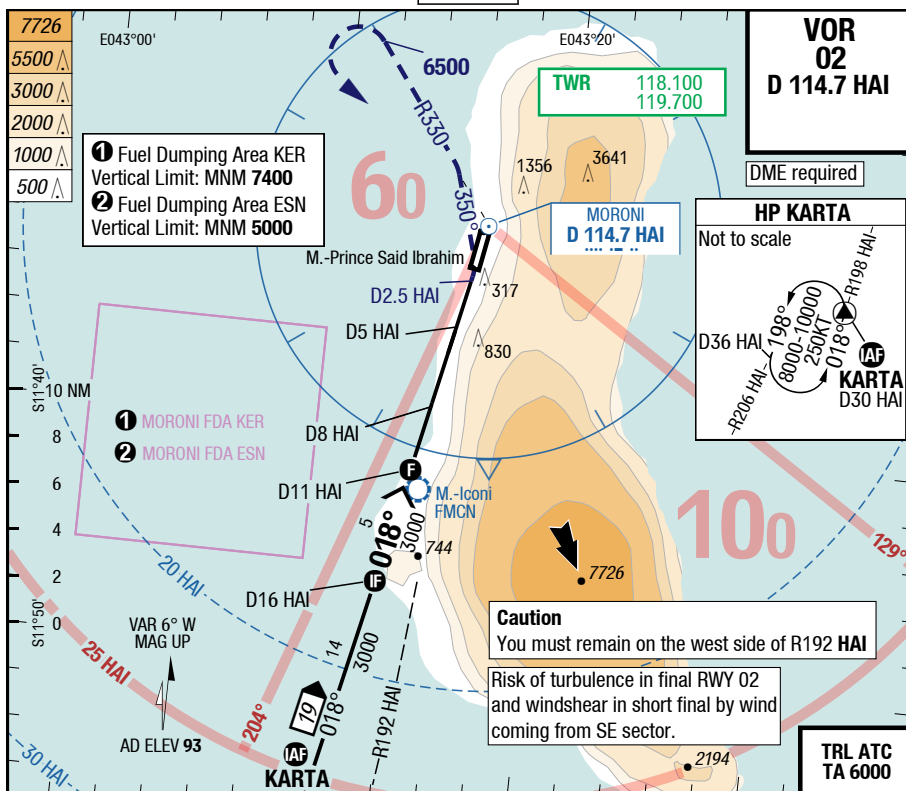 7726
5500
3000
2000
1000
500
E043°00'
E043°20'
6500
VOR
02
D 114.7 HAI
TWR 118.100
119.700
❶ Fuel Dumping Area KER
Vertical Limit: MNM 7400
❷ Fuel Dumping Area ESN
Vertical Limit: MNM 5000
R330
350°
60
1356
3641
DME required
MORONI
D 114.7 HAI
M.-Prince Said Ibrahim
HP KARTA
Not to scale
R198 HAI
D36 HAI
198°
8000-10000
250KT
018°
R206 HAI
IAF
KARTA
D30 HAI
D2.5 HAI
317
D5 HAI
830
S11°40'
10 NM
8
6
4
2
0
❶ MORONI FDA KER
❷ MORONI FDA ESN
D8 HAI
F
D11 HAI
M.-Iconi
FMCN
5
018°
3000
744
IF
D16 HAI
100
129°
7726
20 HAI
S11°50'
VAR 6° W
MAG UP
25 HAI
14
3000
Caution
You must remain on the west side of R192 HAI
Risk of turbulence in final RWY 02
and windshear in short final by wind
coming from SE sector.
204°
19
018°
R192 HAI
AD ELEV 93
30 HAI
IAF
KARTA
2194
TRL ATC
TA 6000